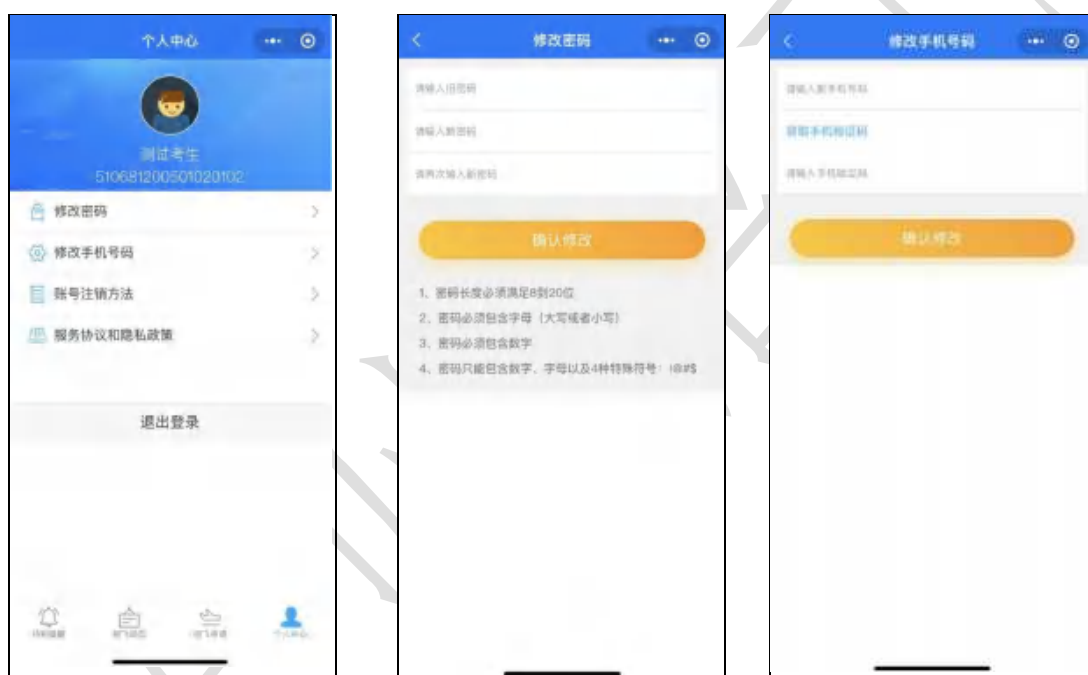 个人中心
测试考生
510681200501020102
修改密码
修改手机号码
账号注销方法
服务协议和隐私政策
退出登录
个人中心
修改密码
请输入旧密码
请输入新密码
请再次输入新密码
确认修改
1、密码长度必须满足8到20位
2、密码必须包含字母（大写或者小写）
3、密码必须包含数字
4、密码只能包含数字、字母以及4种特殊符号：!@#$
修改手机号码
请输入新手机号码
获取手机验证码
请输入手机验证码
确认修改